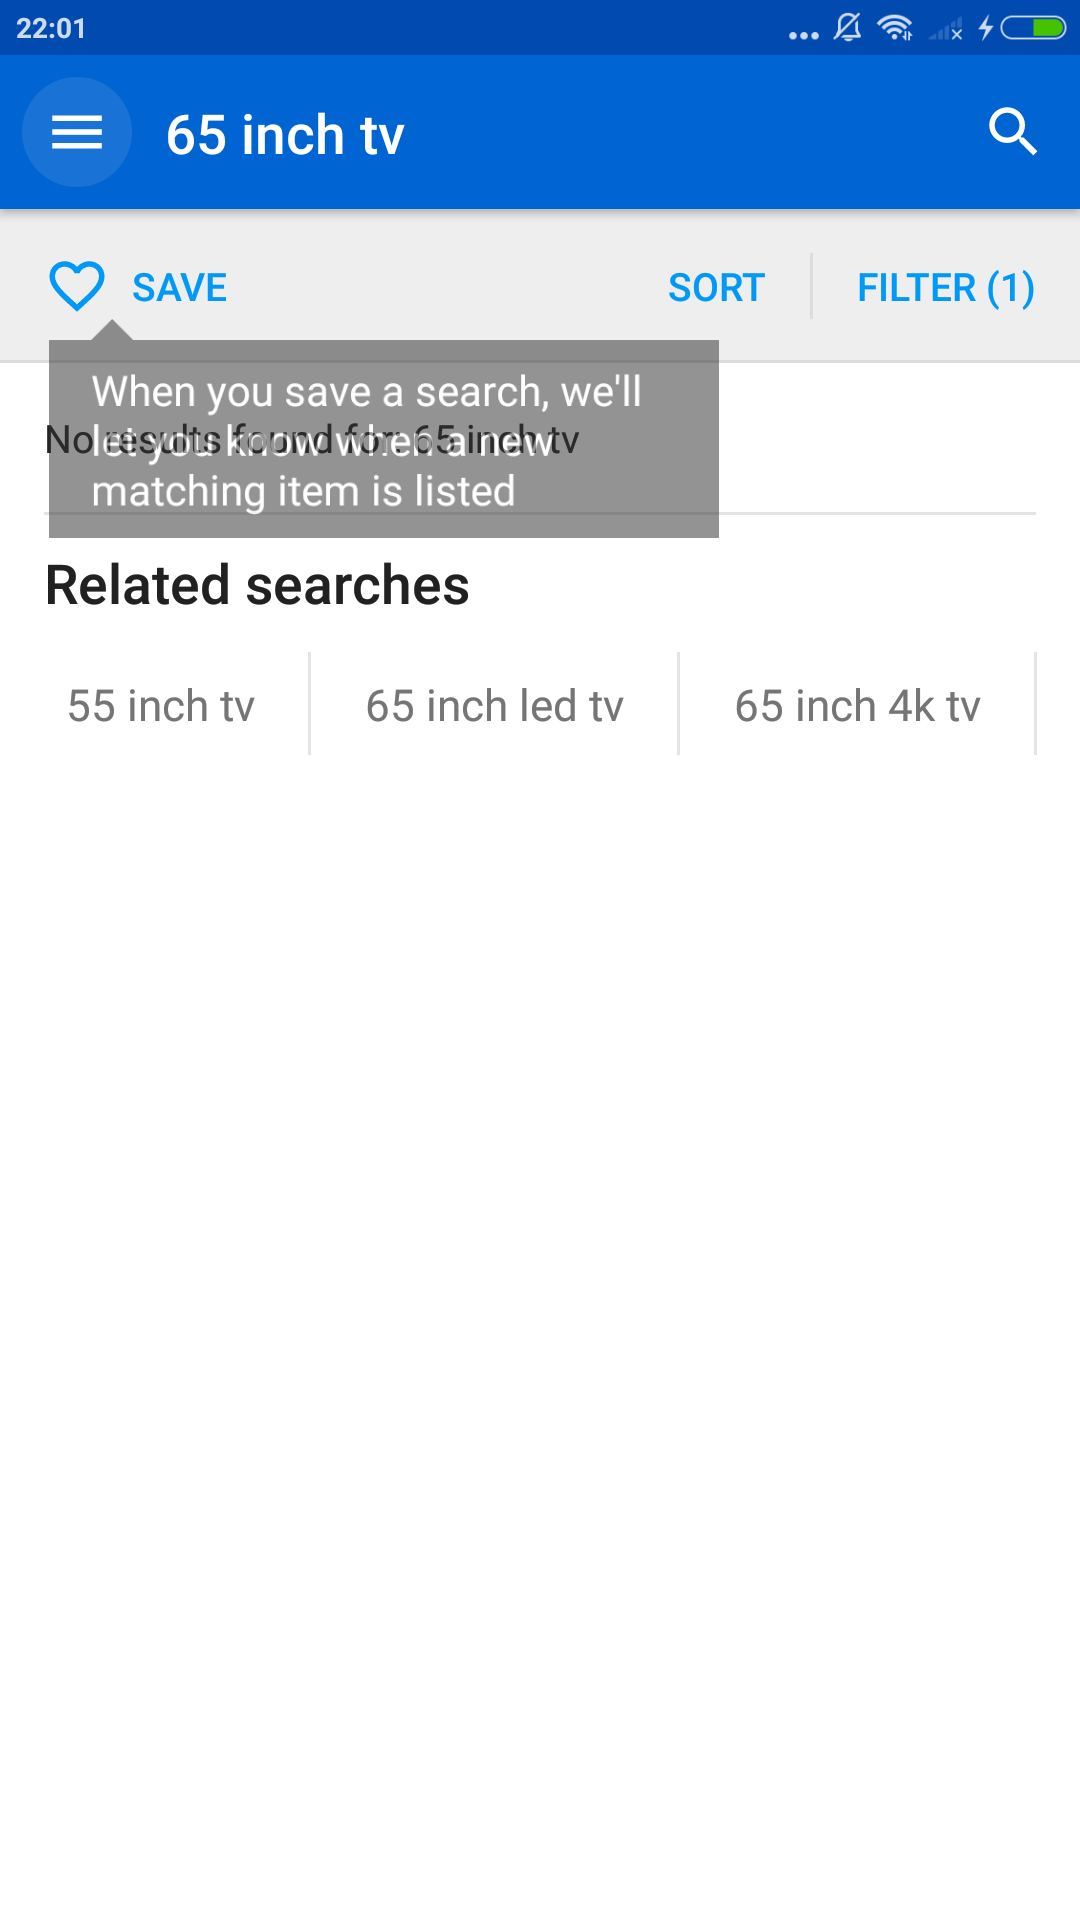 22:01
65 inch tv
SAVE SORT FILTER (1)
When you save a search, we'll
let you know when a new
matching item is listed
No results found for: 65 inch tv
Related searches
55 inch tv 65 inch led tv 65 inch 4k tv